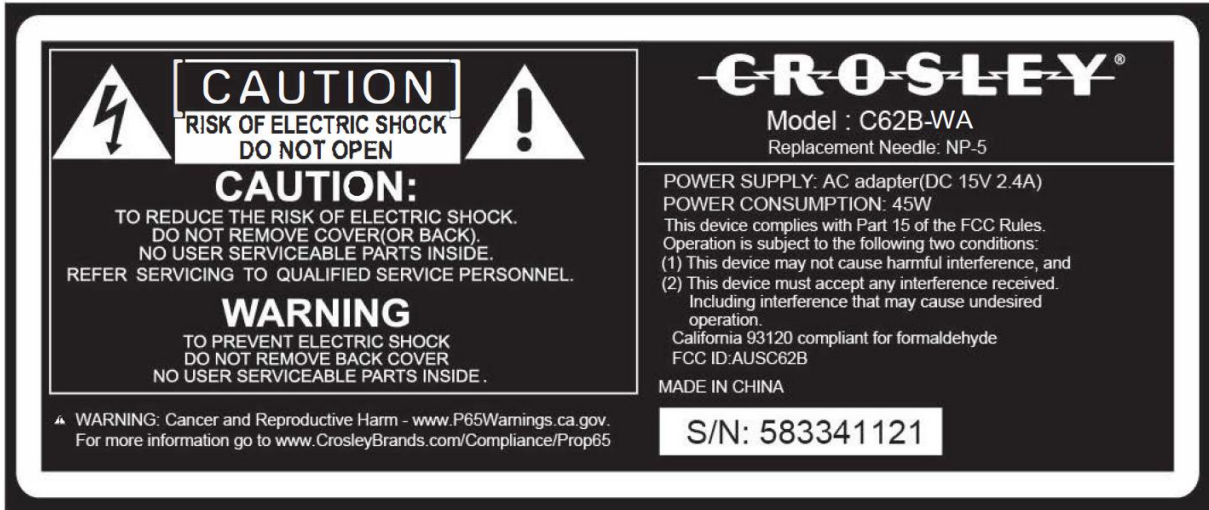 CAUTION
RISK OF ELECTRIC SHOCK
DO NOT OPEN
CAUTION:
TO REDUCE THE RISK OF ELECTRIC SHOCK.
DO NOT REMOVE COVER(OR BACK).
NO USER SERVICEABLE PARTS INSIDE.
REFER SERVICING TO QUALIFIED SERVICE PERSONNEL.
WARNING
TO PREVENT ELECTRIC SHOCK
DO NOT REMOVE BACK COVER
NO USER SERVICEABLE PARTS INSIDE.
WARNING: Cancer and Reproductive Harm - www.P65Warnings.ca.gov.
For more information go to www.CrosleyBrands.com/Compliance/Prop65
CROSLEY®
Model : C62B-WA
Replacement Needle: NP-5
POWER SUPPLY: AC adapter(DC 15V 2.4A)
POWER CONSUMPTION: 45W
This device complies with Part 15 of the FCC Rules.
Operation is subject to the following two conditions:
(1) This device may not cause harmful interference, and
(2) This device must accept any interference received.
Including interference that may cause undesired
operation.
California 93120 compliant for formaldehyde
FCC ID:AUSC62B
MADE IN CHINA
S/N: 583341121